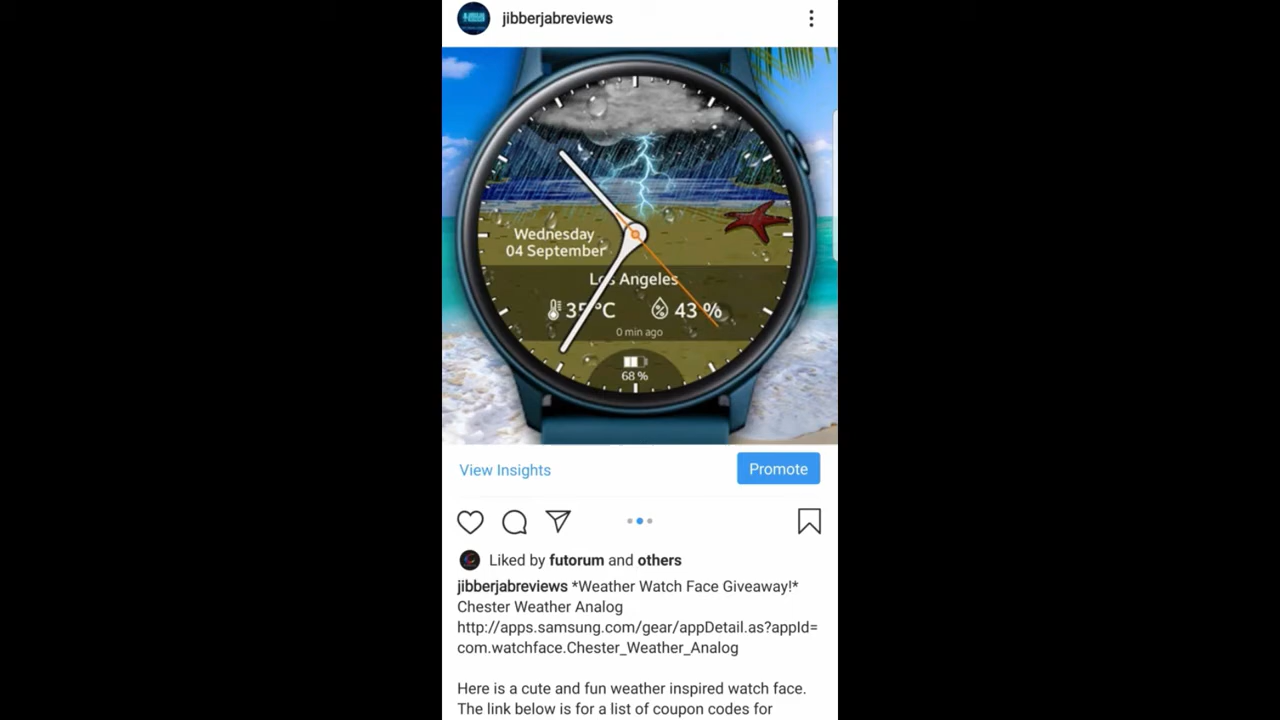 jibberjabreviews
Wednesday
04 September
Los Angeles
35°C 43 %
0 min ago
68 %
View Insights
Promote
Liked by futorum and others
jibberjabreviews *Weather Watch Face Giveaway!*
Chester Weather Analog
http://apps.samsung.com/gear/appDetail.as?appId=
com.watchface.Chester_Weather_Analog
Here is a cute and fun weather inspired watch face.
The link below is for a list of coupon codes for